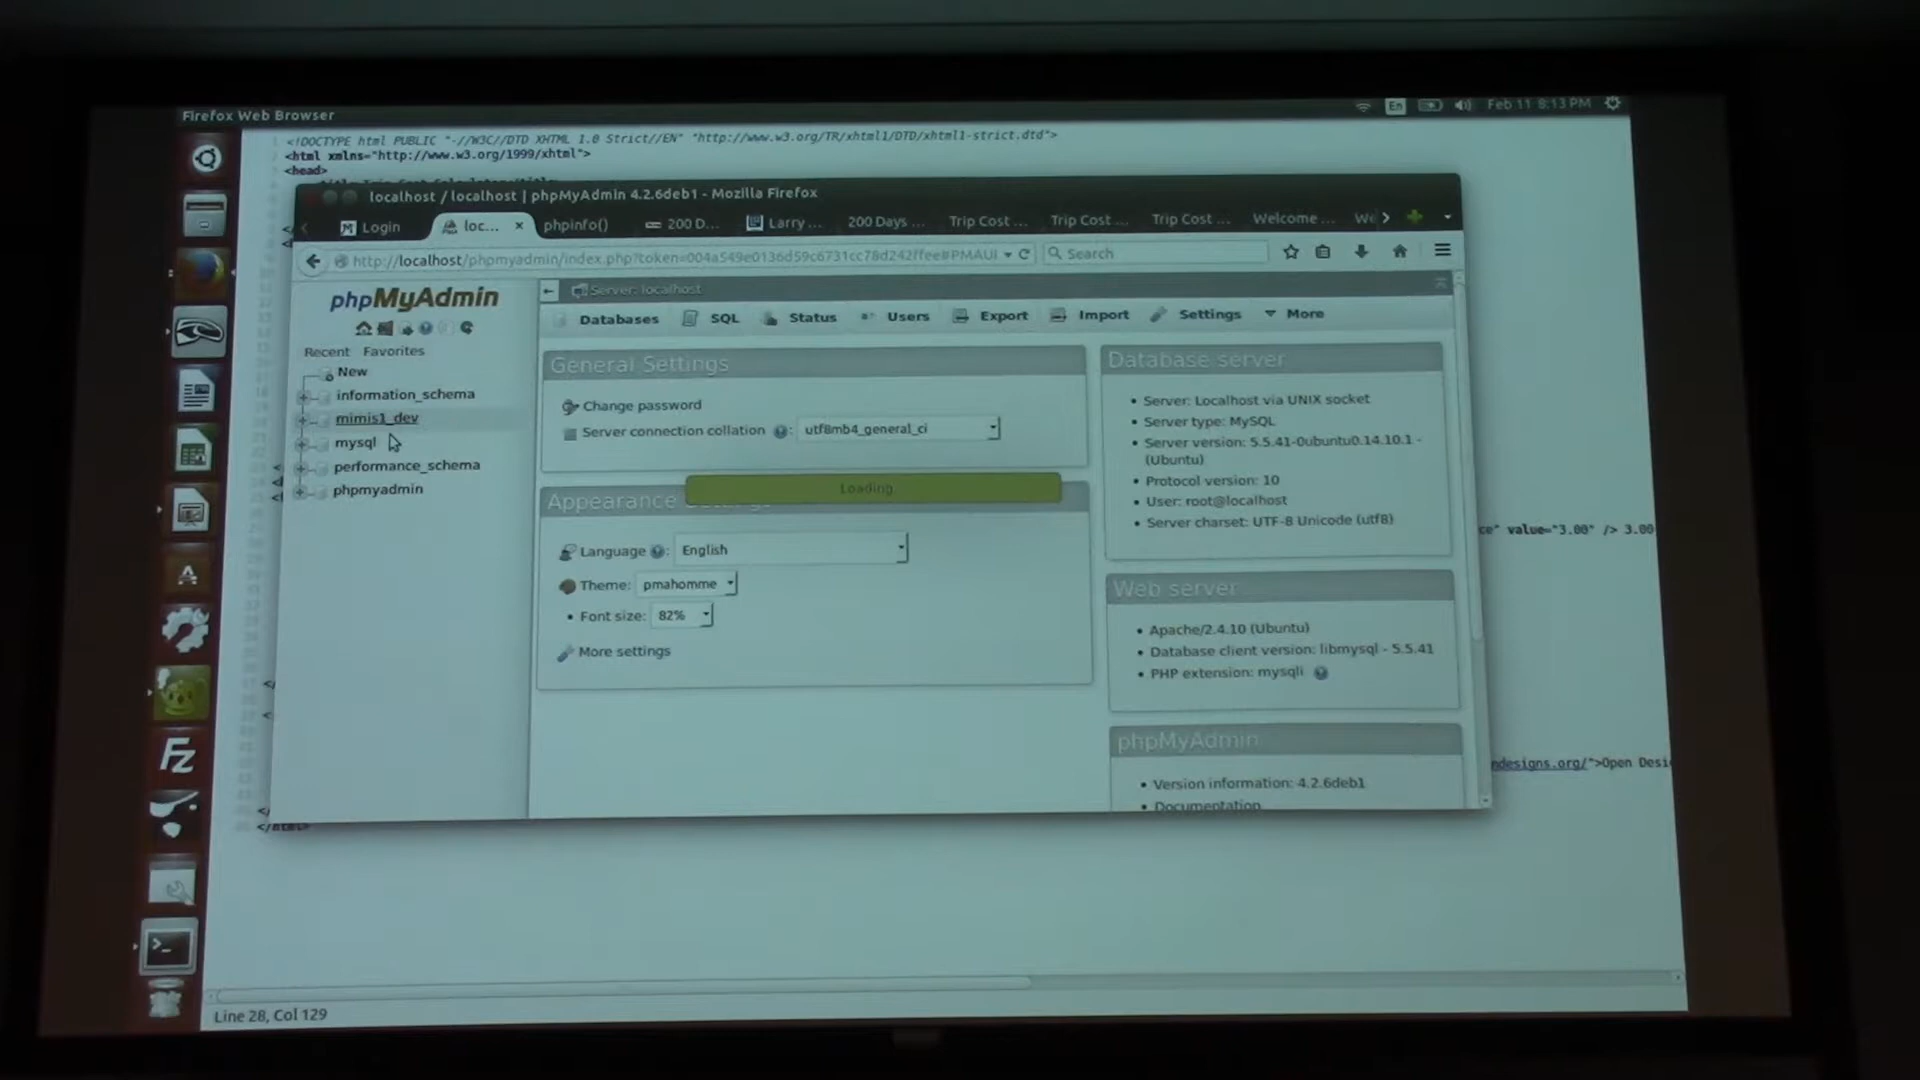 Firefox Web Browser
En
Feb 11 8:13 PM
<!DOCTYPE html PUBLIC "-//W3C//DTD XHTML 1.0 Strict//EN" "http://www.w3.org/TR/xhtml1/DTD/xhtml1-strict.dtd">
<html xmlns="http://www.w3.org/1999/xhtml">
<head>
localhost / localhost | phpMyAdmin 4.2.6deb1 - Mozilla Firefox
Login
loc...
phpinfo()
200 D...
Larry ...
200 Days ...
Trip Cost ...
Trip Cost ...
Trip Cost ...
Welcome ...
We
http://localhost/phpmyadmin/index.php?token=004a549e0136d59c6731cc78d242ffee#PMAUI
Search
phpMyAdmin
Recent Favorites
New
information_schema
mimis1_dev
mysql
performance_schema
phpmyadmin
Server: localhost
Databases
SQL
Status
Users
Export
Import
Settings
More
General Settings
Change password
Server connection collation
: utf8mb4_general_ci
Loading
Appearance
Language : English
Theme: pmahomme
• Font size: 82%
More settings
Database server
• Server: Localhost via UNIX socket
• Server type: MySQL
• Server version: 5.5.41-0ubuntu0.14.10.1 -
(Ubuntu)
• Protocol version: 10
• User: root@localhost
• Server charset: UTF-8 Unicode (utf8)
Web server
• Apache/2.4.10 (Ubuntu)
• Database client version: libmysql - 5.5.41
• PHP extension: mysqli
phpMyAdmin
• Version information: 4.2.6deb1
• Documentation
ce" value="3.00" /> 3.00
ndesigns.org/">Open Desi
</html>
Line 28, Col 129